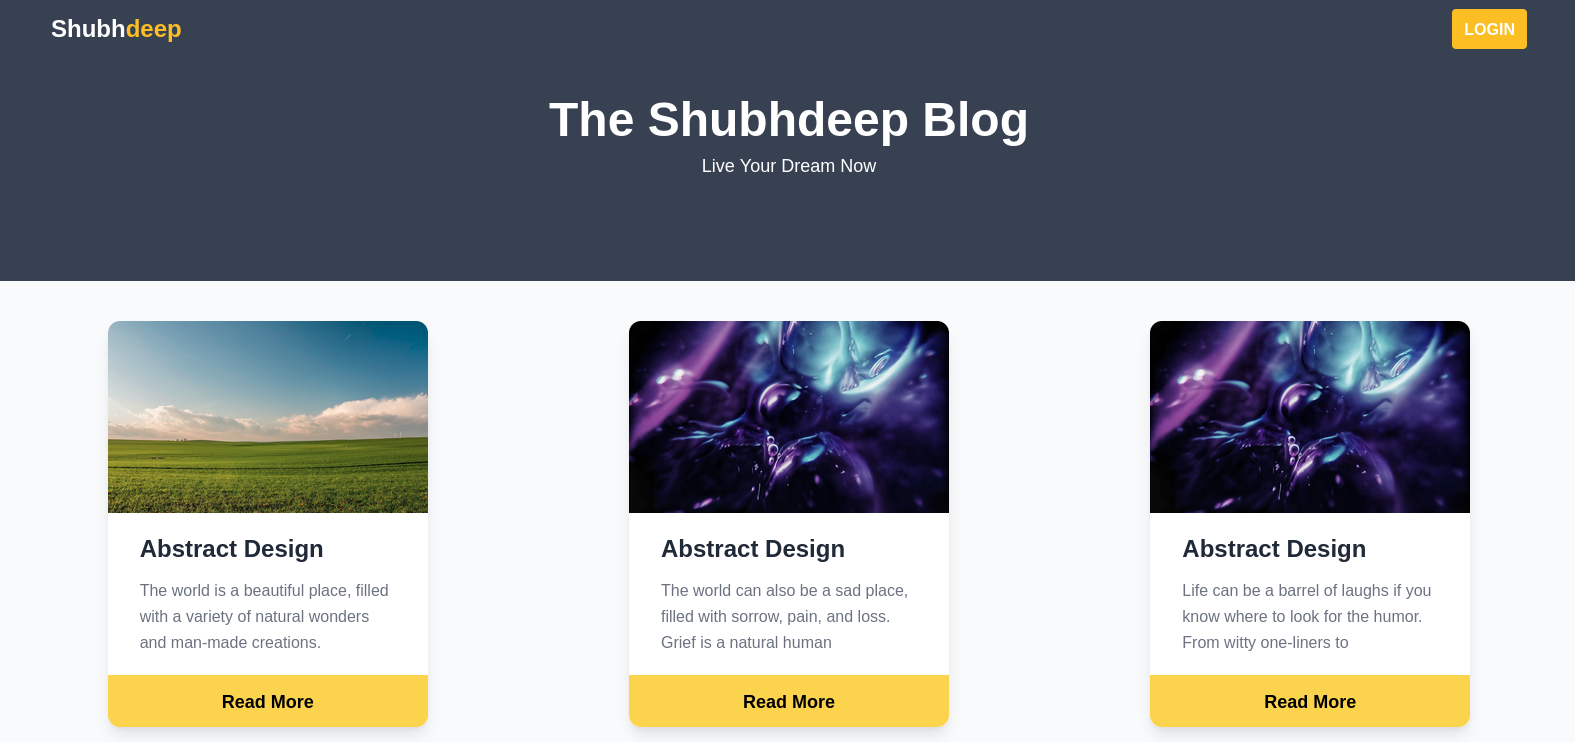 Shubhdeep
LOGIN
The Shubhdeep Blog
Live Your Dream Now
Abstract Design
The world is a beautiful place, filled
with a variety of natural wonders
and man-made creations.
Read More
Abstract Design
The world can also be a sad place,
filled with sorrow, pain, and loss.
Grief is a natural human
Read More
Abstract Design
Life can be a barrel of laughs if you
know where to look for the humor.
From witty one-liners to
Read More